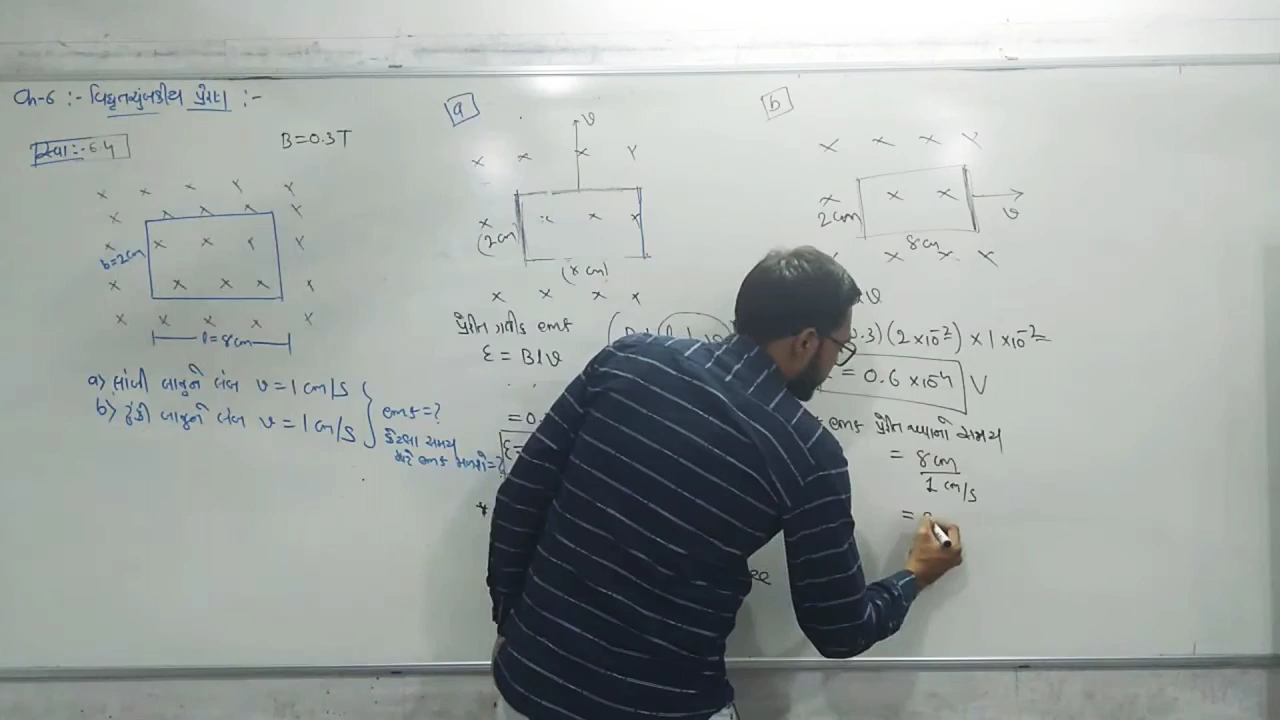 Ch-6 :- વિદ્યુતચુંબકીય પ્રેરણ :-
સ્વા :- 6.4
B = 0.3T
b = 2cm
l = 8cm
a) લાંબી બાજુને લંબ v = 1 cm/s
b) ટૂંકી બાજુને લંબ v = 1 cm/s
emf = ?
કેટલા સમય
માટે emf મળશે = ?
a
v
(2cm)
(8cm)
પ્રેરિત ગતિકીય emf
ε = Blv
= 0.
b
2cm
v
8cm
v
.3) (2×10⁻²) × 1×10⁻²
= 0.6 ×10⁻⁴ V
emf પ્રેરિત થવાનો સમય
= 8cm / 1 cm/s
=